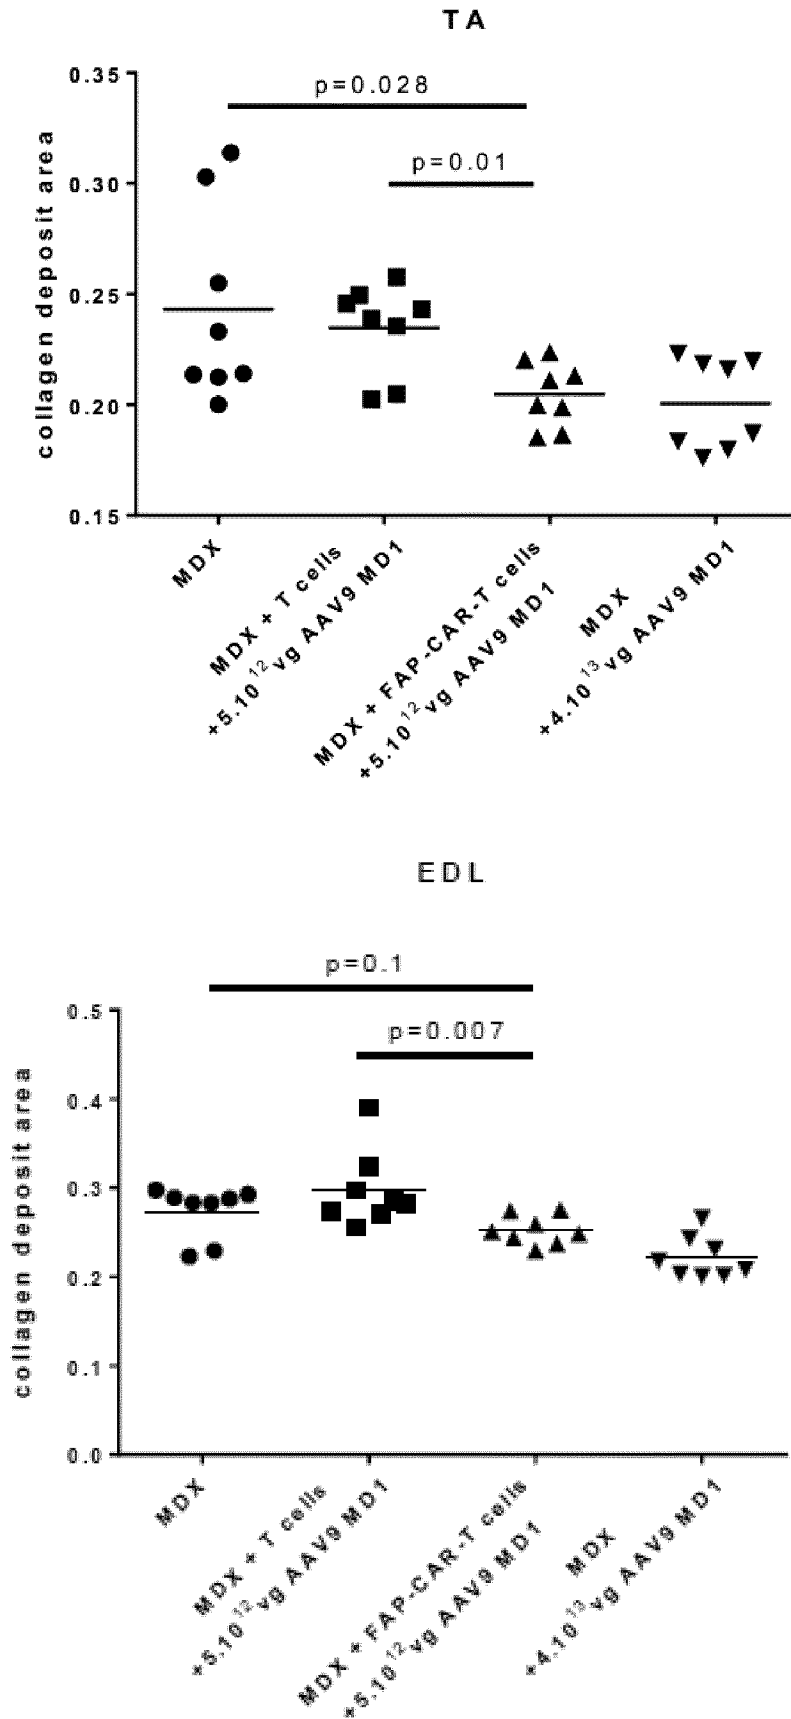 TA
0.35
p=0.028
p=0.01
0.30
0.25
0.20
0.15
collagen deposit area
MDX
MDX + T cells
+5.10¹² vg AAV9 MD1
MDX + FAP-CAR-T cells
+5.10¹² vg AAV9 MD1
MDX
+4.10¹³ vg AAV9 MD1
EDL
p=0.1
0.5
p=0.007
0.4
0.3
0.2
0.1
0.0
collagen deposit area
MDX
MDX + T cells
+5.10¹² vg AAV9 MD1
MDX + FAP-CAR-T cells
+5.10¹² vg AAV9 MD1
MDX
+4.10¹³ vg AAV9 MD1